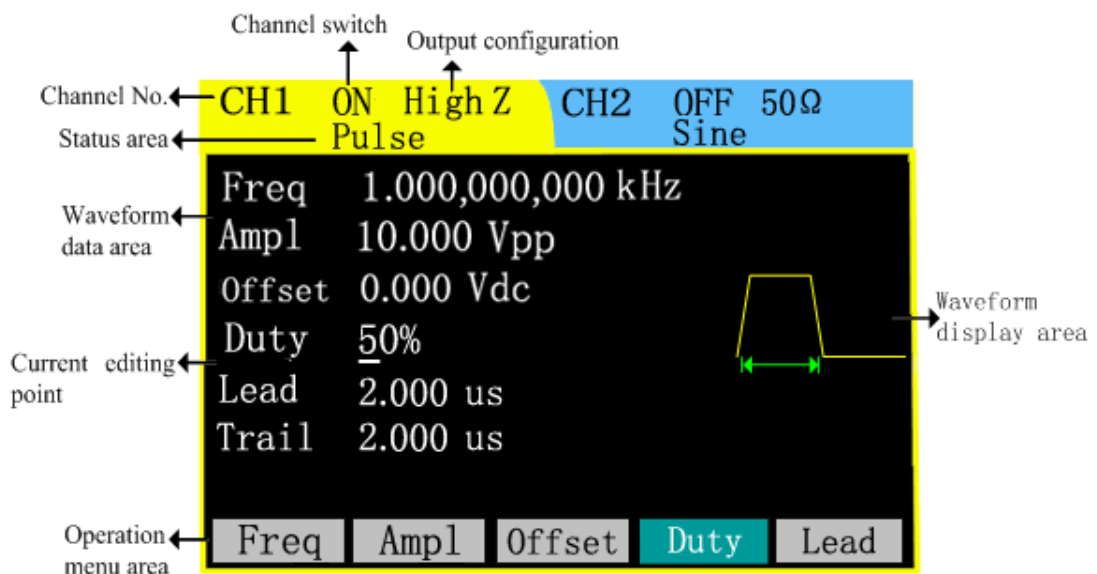 Channel switch
Output configuration
Channel No.
CH1 ON High Z
CH2 OFF 50Ω
Status area
Pulse
Sine
Freq 1.000,000,000 kHz
Waveform
data area
Ampl 10.000 Vpp
Offset 0.000 Vdc
Waveform
display area
Duty 50%
Current editing
point
Lead 2.000 us
Trail 2.000 us
Operation
menu area
Freq Ampl Offset Duty Lead